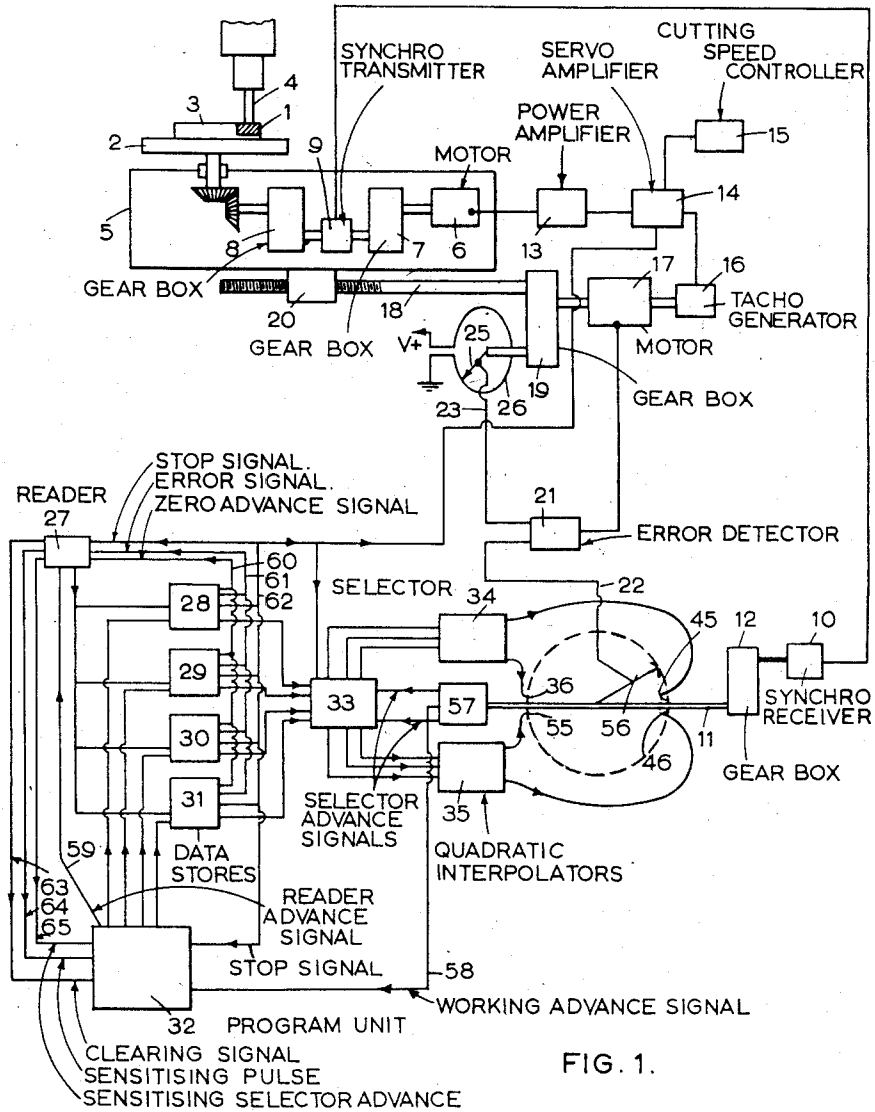 CUTTING
SPEED
CONTROLLER
SERVO
AMPLIFIER
SYNCHRO
TRANSMITTER
POWER
AMPLIFIER
MOTOR
4
3
1
2
9
5
15
14
13
6
7
8
17
16
GEAR BOX
20
18
GEAR BOX
TACHO
GENERATOR
MOTOR
V+
25
19
26
23
GEAR BOX
STOP SIGNAL.
ERROR SIGNAL.
ZERO ADVANCE SIGNAL
READER
27
21
ERROR DETECTOR
60
61
62
SELECTOR
22
28
34
45
12
10
29
36
33
57
56
SYNCHRO
RECEIVER
55
11
30
46
GEAR BOX
31
35
SELECTOR
ADVANCE
SIGNALS
DATA
STORES
QUADRATIC
INTERPOLATORS
59
63
64
65
READER
ADVANCE
SIGNAL
STOP SIGNAL
58
WORKING ADVANCE SIGNAL
32
PROGRAM UNIT
CLEARING SIGNAL
SENSITISING PULSE
SENSITISING SELECTOR ADVANCE
FIG. 1.